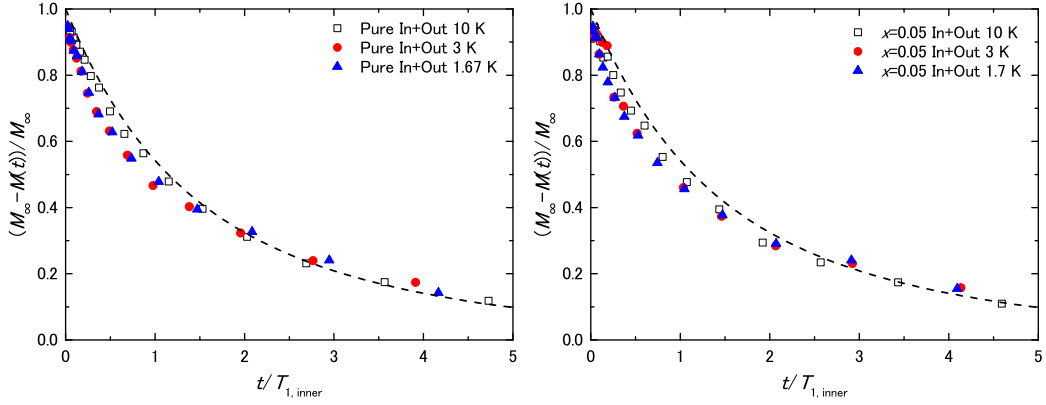 (M∞−M(t))/M∞
1.0
0.8
0.6
0.4
0.2
0.0
Pure In+Out 10 K
Pure In+Out 3 K
Pure In+Out 1.67 K
0 1 2 3 4 5
t/T1, inner
(M∞−M(t))/M∞
1.0
0.8
0.6
0.4
0.2
0.0
x=0.05 In+Out 10 K
x=0.05 In+Out 3 K
x=0.05 In+Out 1.7 K
0 1 2 3 4 5
t/T1, inner